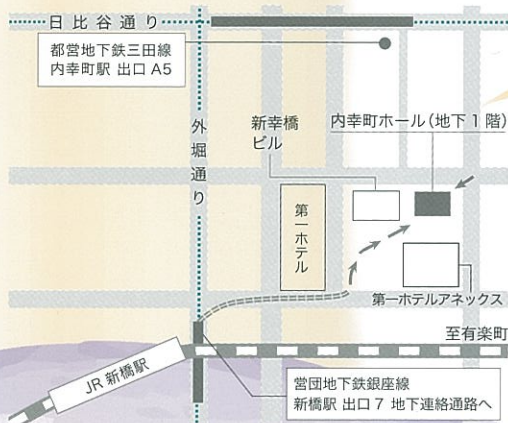 日比谷通り
都営地下鉄三田線
内幸町駅 出口 A5
外堀通り
新幸橋
ビル
内幸町ホール（地下1階）
第一ホテル
第一ホテルアネックス
至有楽町
JR 新橋駅
営団地下鉄銀座線
新橋駅 出口 7 地下連絡通路へ